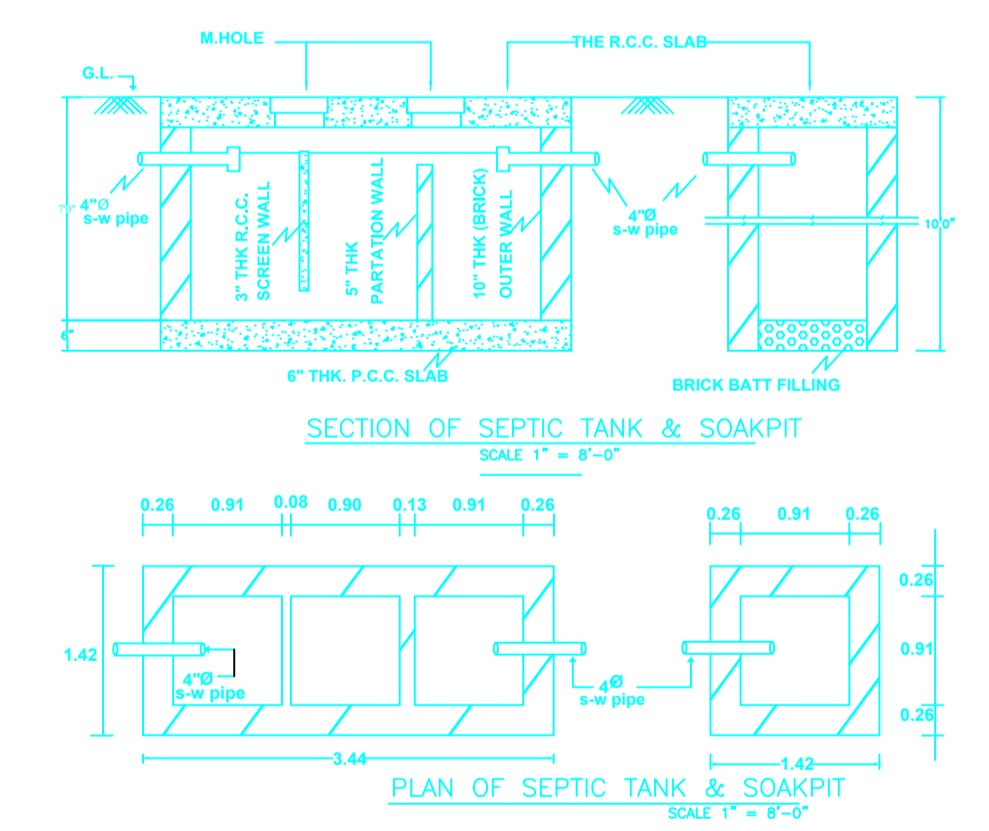 M.HOLE
THE R.C.C. SLAB
G.L.
4"Ø
s-w pipe
3" THK R.C.C.
SCREEN WALL
5" THK
PARTATION WALL
10" THK (BRICK)
OUTER WALL
4"Ø
s-w pipe
10'0"
6"
6" THK. P.C.C. SLAB
BRICK BATT FILLING
SECTION OF SEPTIC TANK & SOAKPIT
SCALE 1" = 8'-0"
0.26 0.91 0.08 0.90 0.13 0.91 0.26
0.26 0.91 0.26
0.26
1.42
0.91
4"Ø
s-w pipe
4Ø
s-w pipe
0.26
3.44
1.42
PLAN OF SEPTIC TANK & SOAKPIT
SCALE 1" = 8'-0"